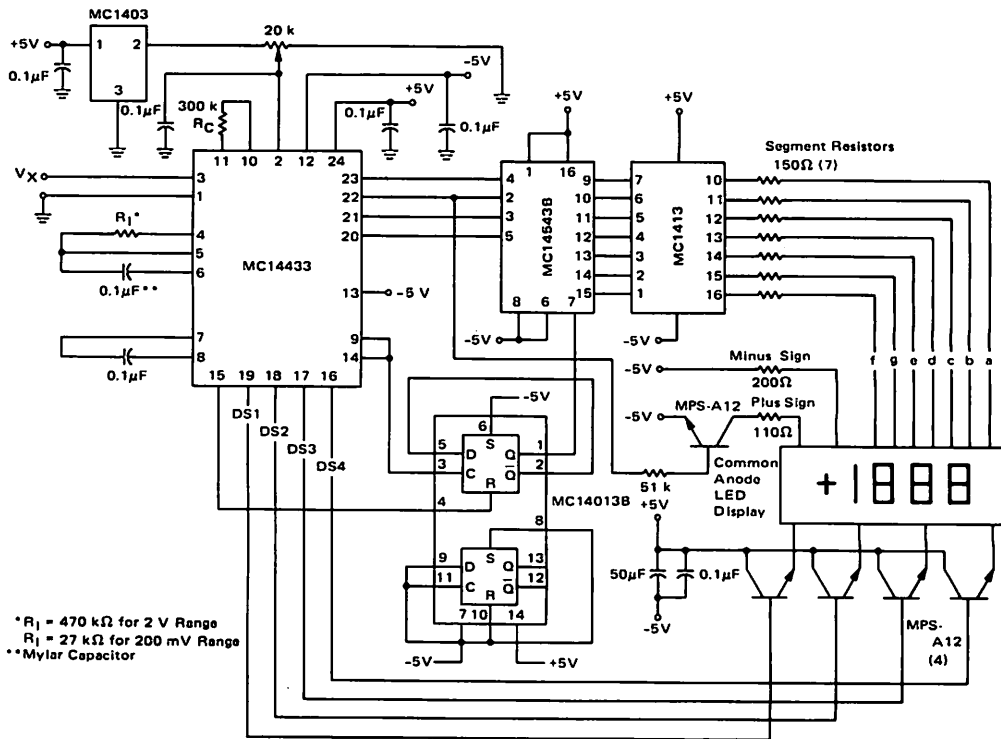 MC1403
+5V
1
2
3
0.1µF
20 k
-5V
+5V
0.1µF
300 k
RC
0.1µF
0.1µF
11
10
2
12
24
VX
3
1
RI*
4
5
6
0.1µF**
7
8
0.1µF
MC14433
23
22
21
20
13
-5 V
9
14
15
19
18
17
16
DS1
DS2
DS3
DS4
+5V
1
16
4
2
3
5
MC14543B
9
10
11
12
13
14
15
8
6
7
-5V
+5V
7
6
5
4
3
2
1
MC1413
10
11
12
13
14
15
16
-5V
Segment Resistors
150Ω (7)
f
g
e
d
c
b
a
Minus Sign
200Ω
-5V
Plus Sign
110Ω
MPS-A12
-5V
51 k
Common
Anode
LED
Display
-5V
6
5
3
4
S
D
C
R
Q
Q̅
1
2
MC14013B
8
9
11
S
D
C
R
Q
Q̅
13
12
7
10
14
-5V
+5V
+5V
50µF
0.1µF
-5V
MPS-
A12
(4)
*RI = 470 kΩ for 2 V Range
RI = 27 kΩ for 200 mV Range
**Mylar Capacitor